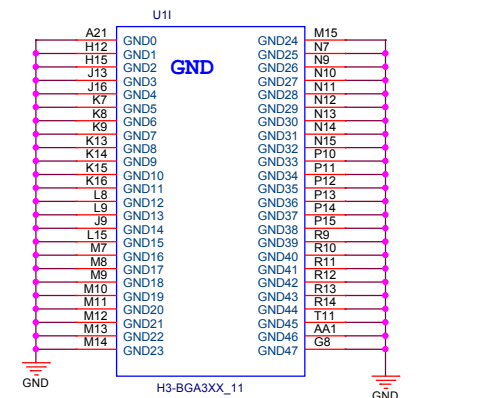 U1I
GND
A21 GND0 GND24 M15
H12 GND1 GND25 N7
H15 GND2 GND26 N9
J13 GND3 GND27 N10
J16 GND4 GND28 N11
K7 GND5 GND29 N12
K8 GND6 GND30 N13
K9 GND7 GND31 N14
K13 GND8 GND32 N15
K14 GND9 GND33 P10
K15 GND10 GND34 P11
K16 GND11 GND35 P12
L8 GND12 GND36 P13
L9 GND13 GND37 P14
J9 GND14 GND38 P15
L15 GND15 GND39 R9
M7 GND16 GND40 R10
M8 GND17 GND41 R11
M9 GND18 GND42 R12
M10 GND19 GND43 R13
M11 GND20 GND44 R14
M12 GND21 GND45 T11
M13 GND22 GND46 AA1
M14 GND23 GND47 G8
GND
H3-BGA3XX_11
GND